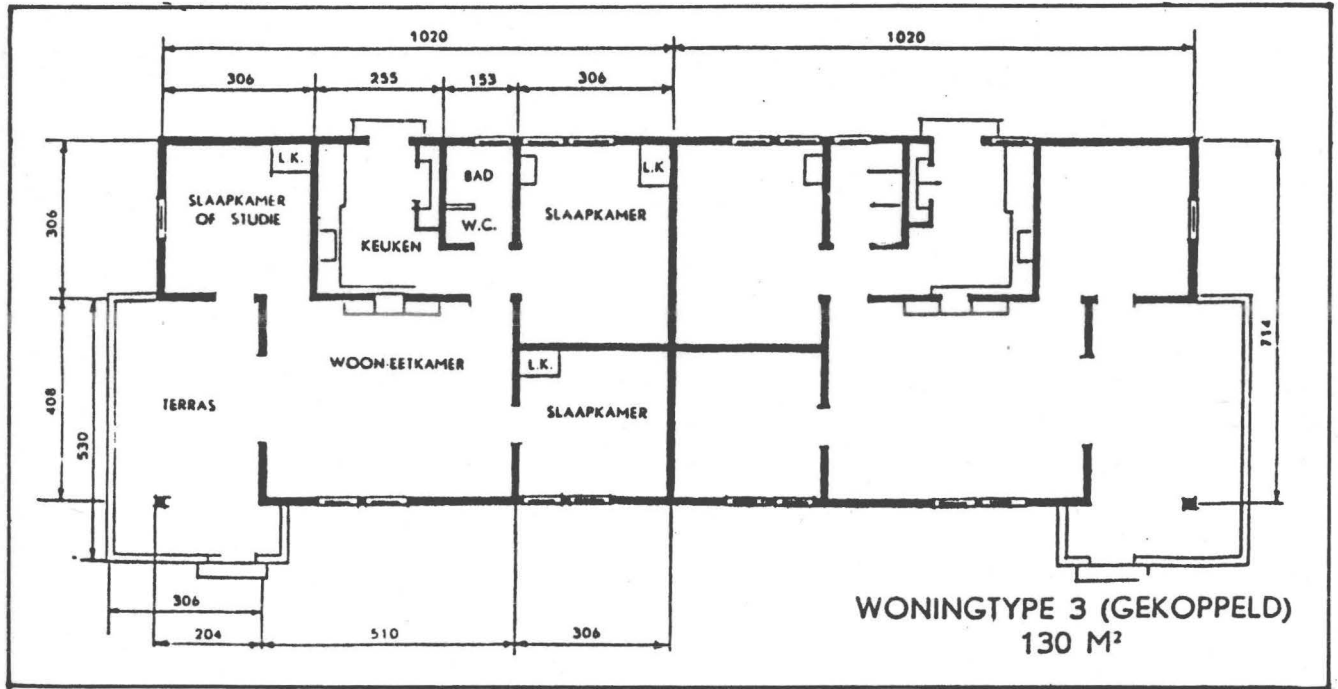 1020
1020
306
255
153
306
L.K.
BAD
L.K
SLAAPKAMER
OF STUDIE
SLAAPKAMER
W.C.
KEUKEN
306
714
WOON-EETKAMER
L.K.
TERRAS
SLAAPKAMER
408
530
306
204
510
306
WONINGTYPE 3 (GEKOPPELD)
130 M²